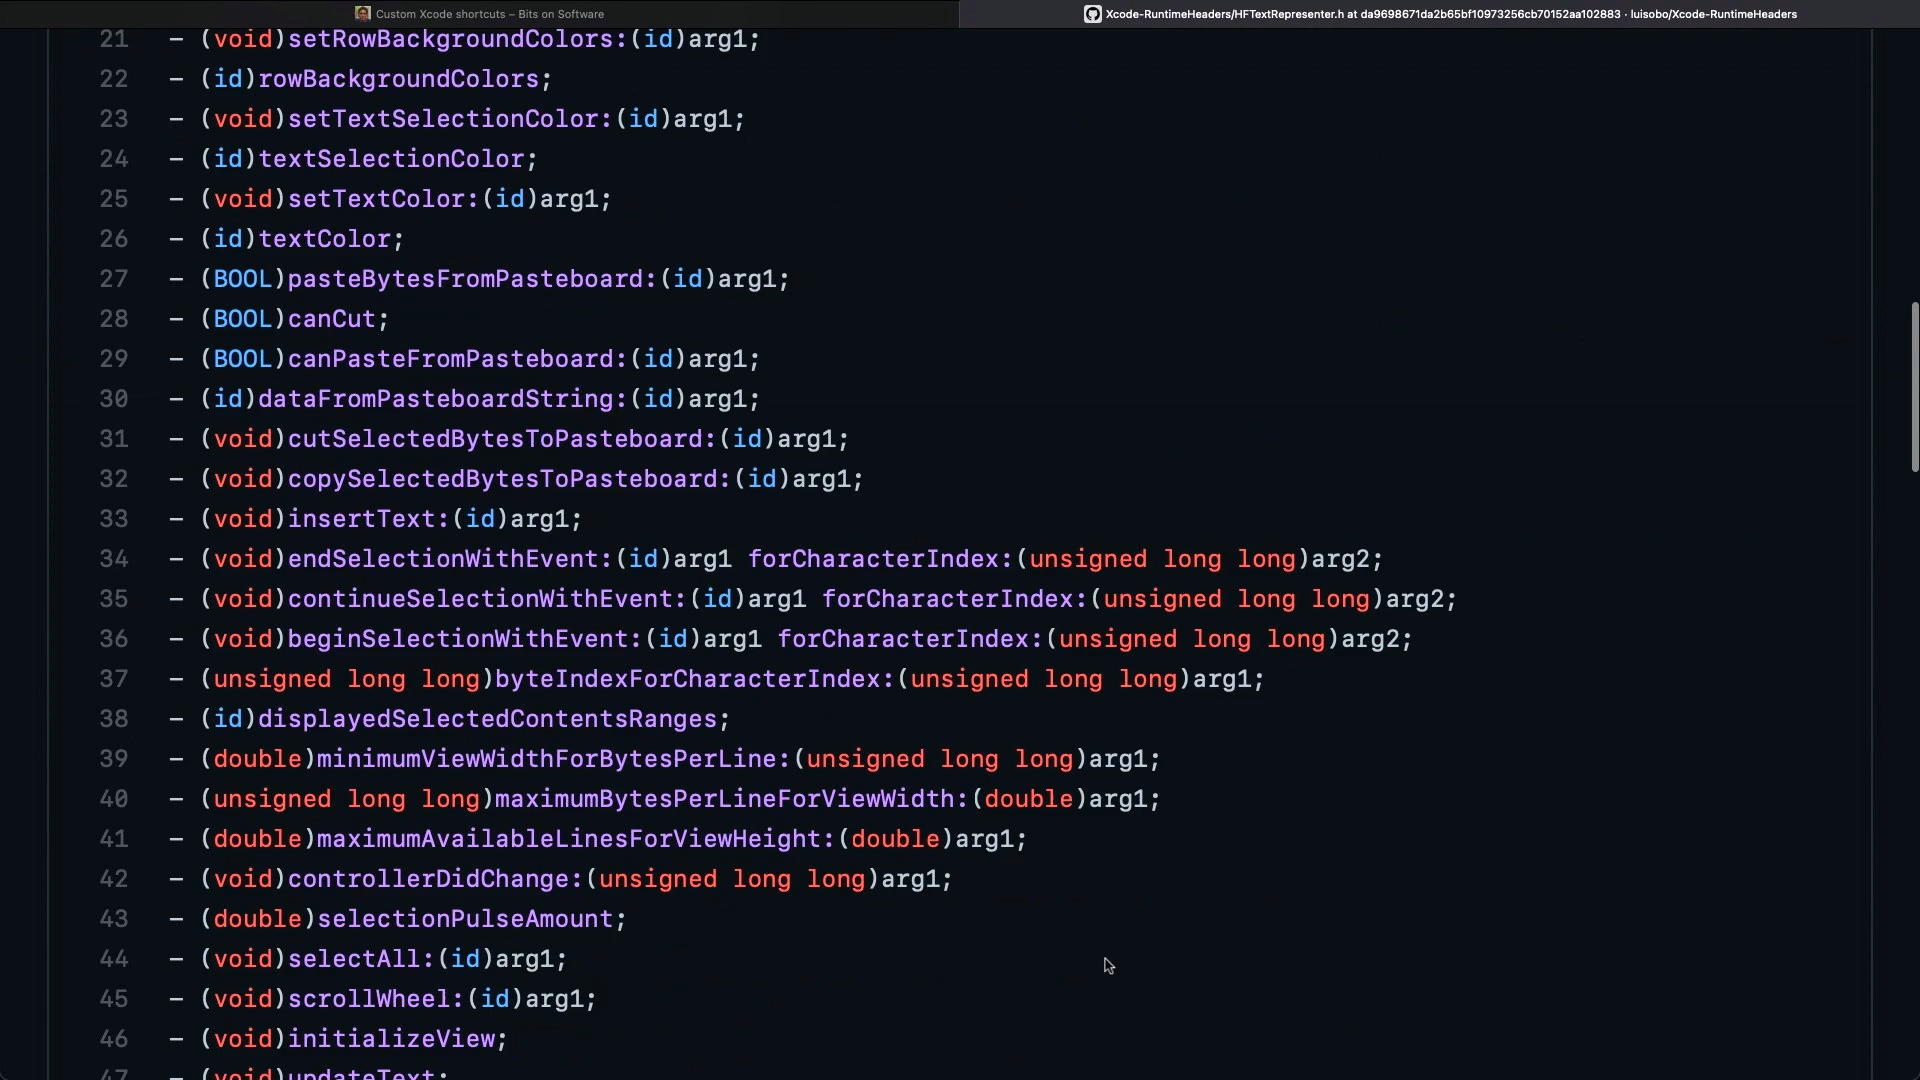 Custom Xcode shortcuts – Bits on Software
Xcode-RuntimeHeaders/HFTextRepresenter.h at da9698671da2b65bf10973256cb70152aa102883 · luisobo/Xcode-RuntimeHeaders
21 - (void)setRowBackgroundColors:(id)arg1;
22 - (id)rowBackgroundColors;
23 - (void)setTextSelectionColor:(id)arg1;
24 - (id)textSelectionColor;
25 - (void)setTextColor:(id)arg1;
26 - (id)textColor;
27 - (BOOL)pasteBytesFromPasteboard:(id)arg1;
28 - (BOOL)canCut;
29 - (BOOL)canPasteFromPasteboard:(id)arg1;
30 - (id)dataFromPasteboardString:(id)arg1;
31 - (void)cutSelectedBytesToPasteboard:(id)arg1;
32 - (void)copySelectedBytesToPasteboard:(id)arg1;
33 - (void)insertText:(id)arg1;
34 - (void)endSelectionWithEvent:(id)arg1 forCharacterIndex:(unsigned long long)arg2;
35 - (void)continueSelectionWithEvent:(id)arg1 forCharacterIndex:(unsigned long long)arg2;
36 - (void)beginSelectionWithEvent:(id)arg1 forCharacterIndex:(unsigned long long)arg2;
37 - (unsigned long long)byteIndexForCharacterIndex:(unsigned long long)arg1;
38 - (id)displayedSelectedContentsRanges;
39 - (double)minimumViewWidthForBytesPerLine:(unsigned long long)arg1;
40 - (unsigned long long)maximumBytesPerLineForViewWidth:(double)arg1;
41 - (double)maximumAvailableLinesForViewHeight:(double)arg1;
42 - (void)controllerDidChange:(unsigned long long)arg1;
43 - (double)selectionPulseAmount;
44 - (void)selectAll:(id)arg1;
45 - (void)scrollWheel:(id)arg1;
46 - (void)initializeView;
47 - (void)updateText;